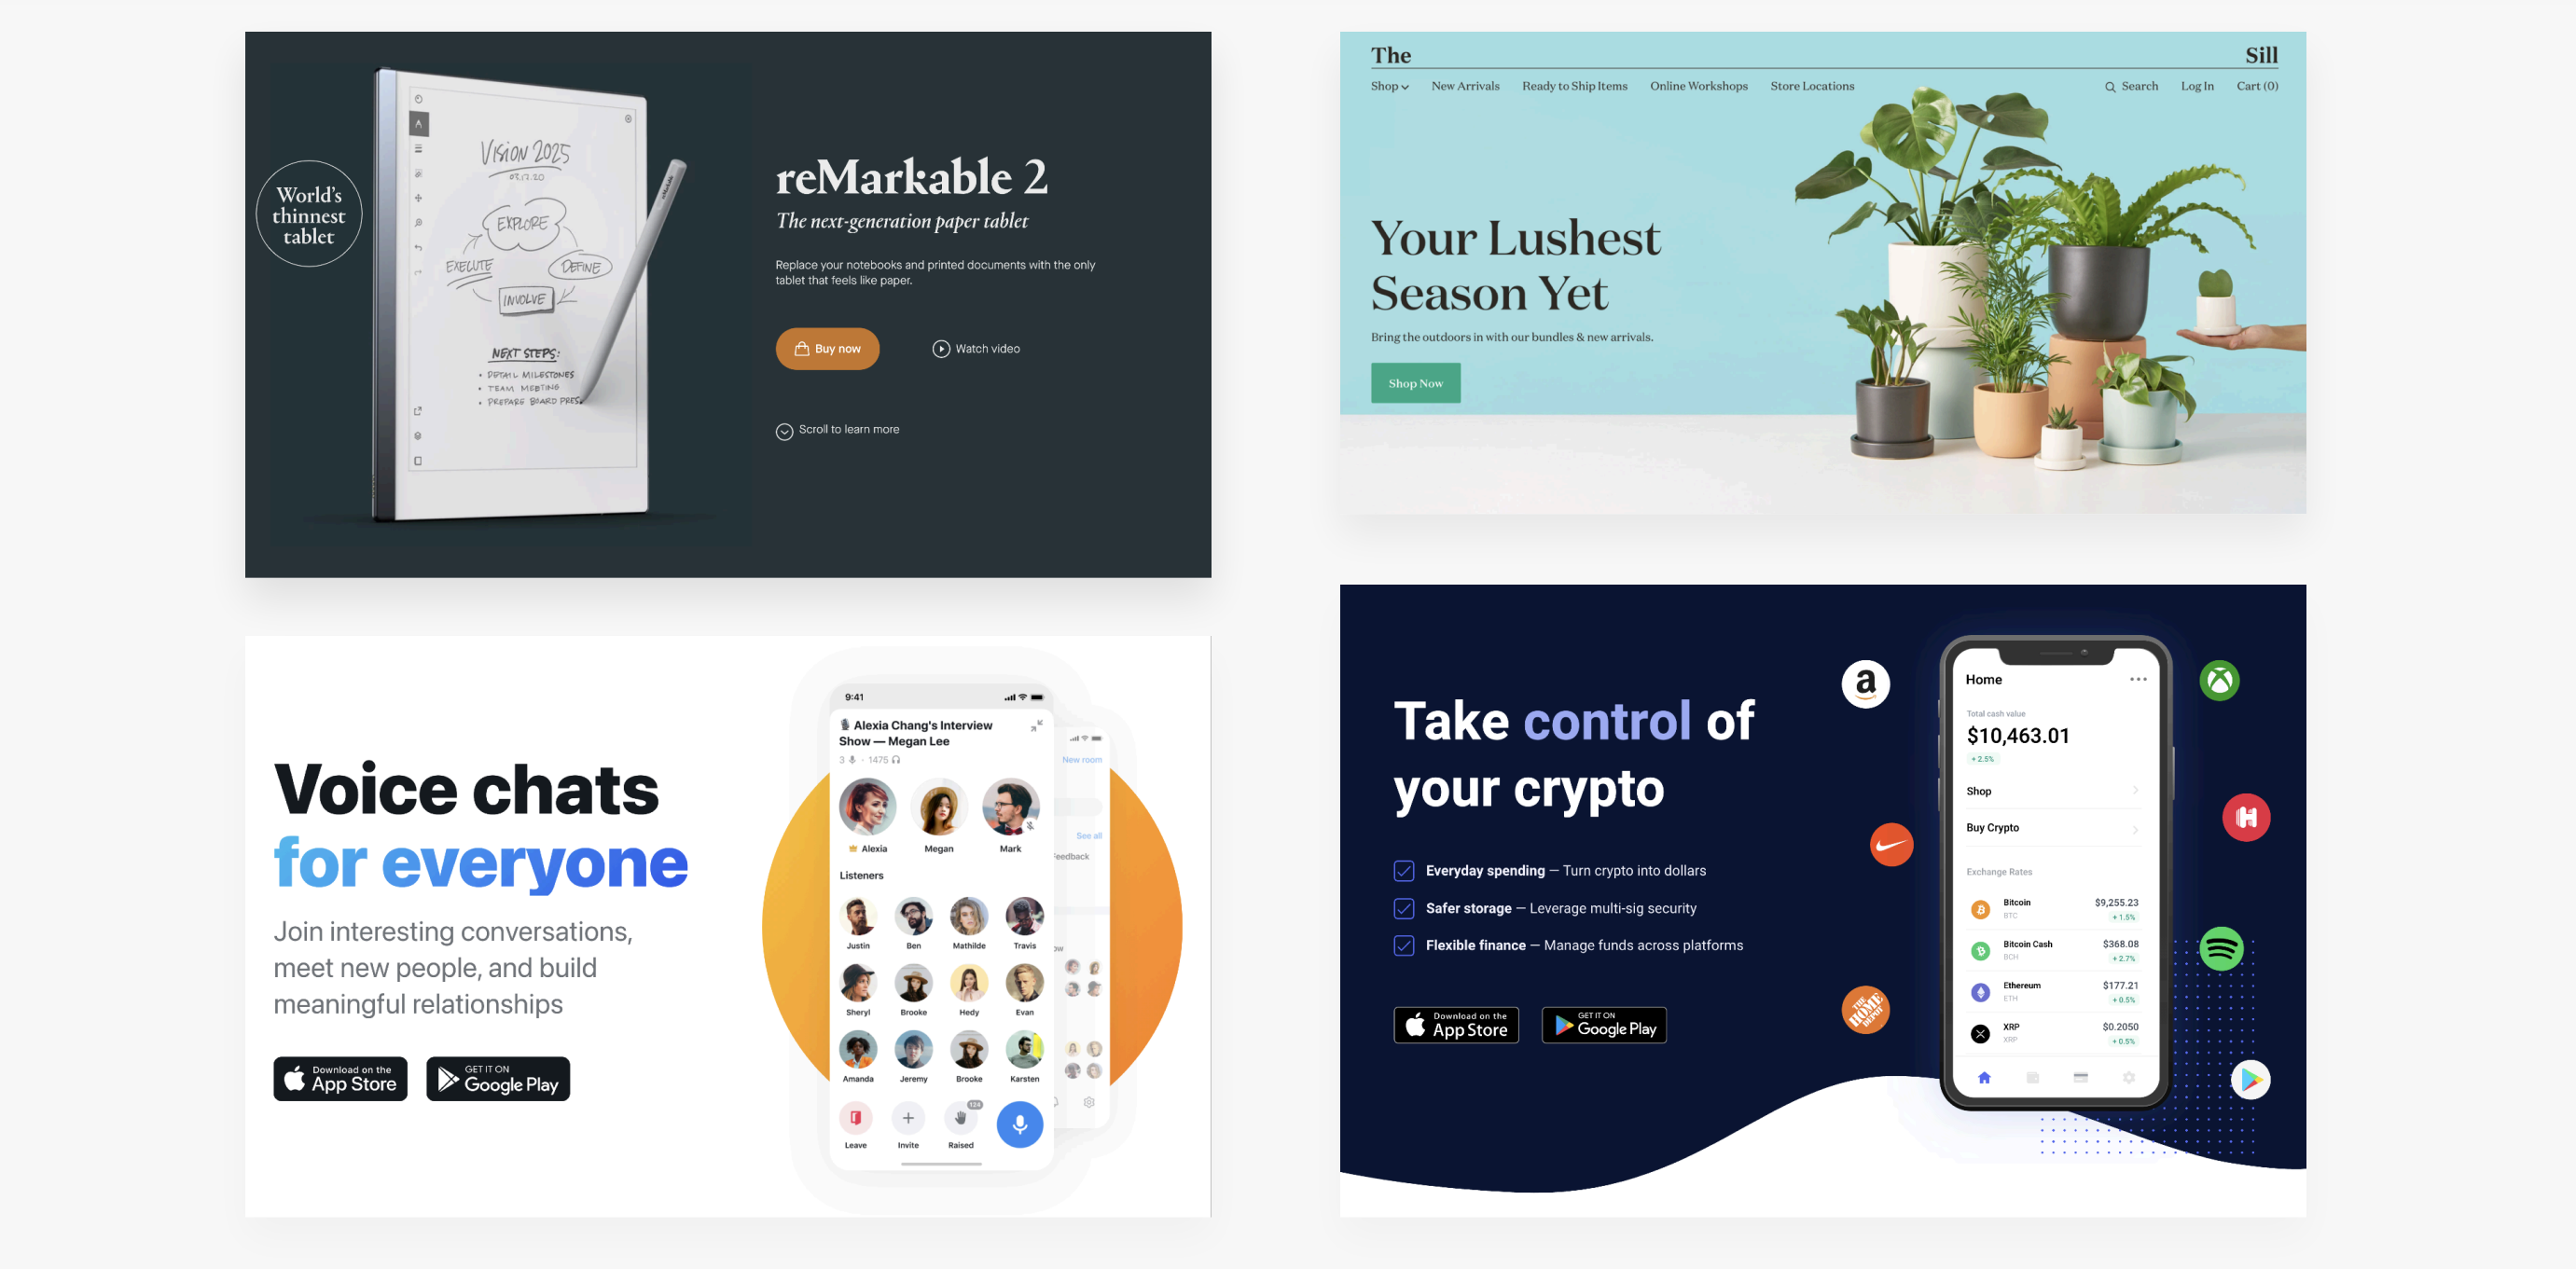 World's
thinnest
tablet
VISION 2025
03.17.20
EXPLORE
EXECUTE
DEFINE
INVOLVE
NEXT STEPS:
• DETAIL MILESTONES
• TEAM MEETING
• PREPARE BOARD PRES.
reMarkable
reMarkable 2
The next-generation paper tablet
Replace your notebooks and printed documents with the only
tablet that feels like paper.
Buy now
Watch video
Scroll to learn more
The Sill
Shop New Arrivals Ready to Ship Items Online Workshops Store Locations Search Log In Cart (0)
Your Lushest
Season Yet
Bring the outdoors in with our bundles & new arrivals.
Shop Now
Voice chats
for everyone
Join interesting conversations,
meet new people, and build
meaningful relationships
Download on the
App Store
GET IT ON
Google Play
9:41
Alexia Chang's Interview
Show — Megan Lee
3 · 1475
Alexia Megan Mark
Listeners
Justin Ben Mathilde Travis
Sheryl Brooke Hedy Evan
Amanda Jeremy Brooke Karsten
124
Leave Invite Raised
New room
See all
Feedback
Take control of
your crypto
Everyday spending — Turn crypto into dollars
Safer storage — Leverage multi-sig security
Flexible finance — Manage funds across platforms
Download on the
App Store
GET IT ON
Google Play
a
THE
HOME
DEPOT
H
Home
Total cash value
$10,463.01
+ 2.5%
Shop
Buy Crypto
Exchange Rates
Bitcoin $9,255.23
BTC + 1.5%
Bitcoin Cash $368.08
BCH + 2.7%
Ethereum $177.21
ETH + 0.5%
XRP $0.2050
XRP + 0.5%